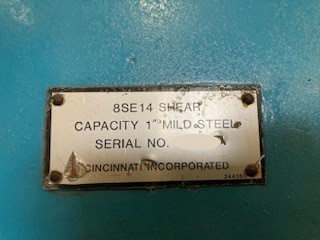 8SE14 SHEAR
CAPACITY 1" MILD STEEL
SERIAL NO.
CINCINNATI INCORPORATED